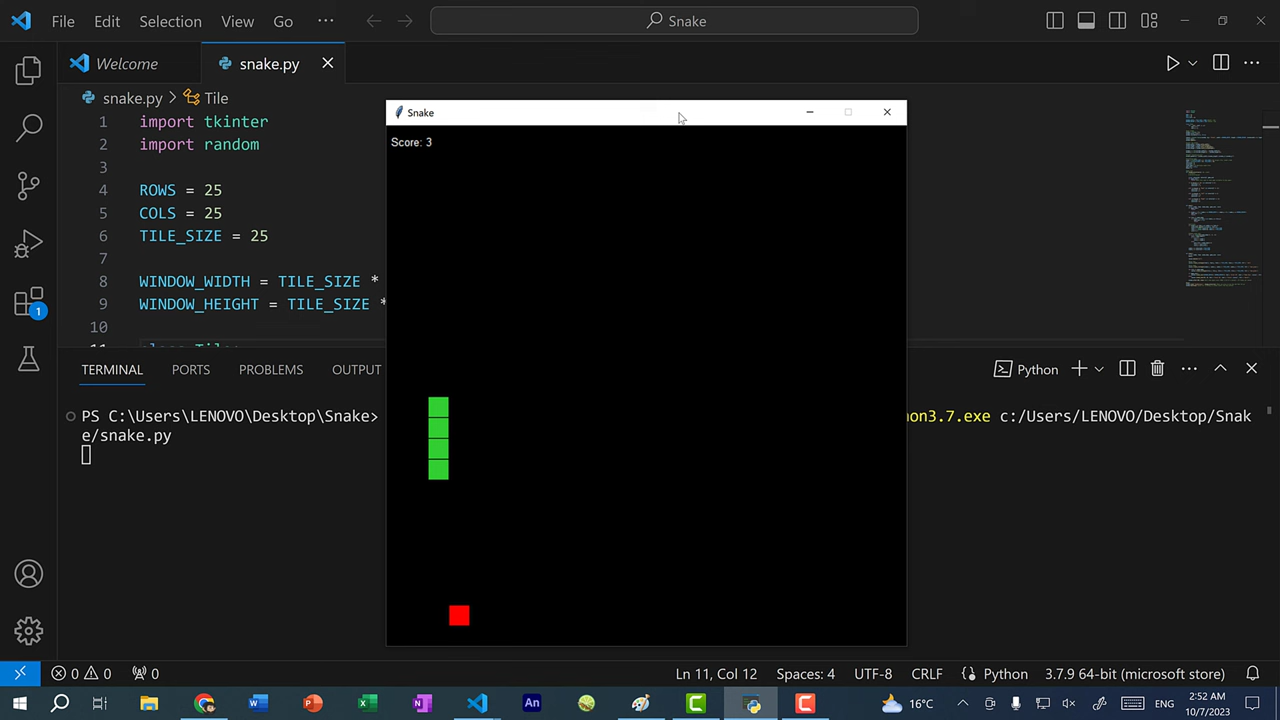 File Edit Selection View Go ··· Snake
Welcome snake.py
snake.py > Tile
1 import tkinter
2 import random
3
4 ROWS = 25
5 COLS = 25
6 TILE_SIZE = 25
7
8 WINDOW_WIDTH = TILE_SIZE *
9 WINDOW_HEIGHT = TILE_SIZE *
10
Snake
Score: 3
1
TERMINAL PORTS PROBLEMS OUTPUT Python
PS C:\Users\LENOVO\Desktop\Snake> on3.7.exe c:/Users/LENOVO/Desktop/Snak
e/snake.py
0 0 0 Ln 11, Col 12 Spaces: 4 UTF-8 CRLF Python 3.7.9 64-bit (microsoft store)
An 16°C ENG 2:52 AM
10/7/2023